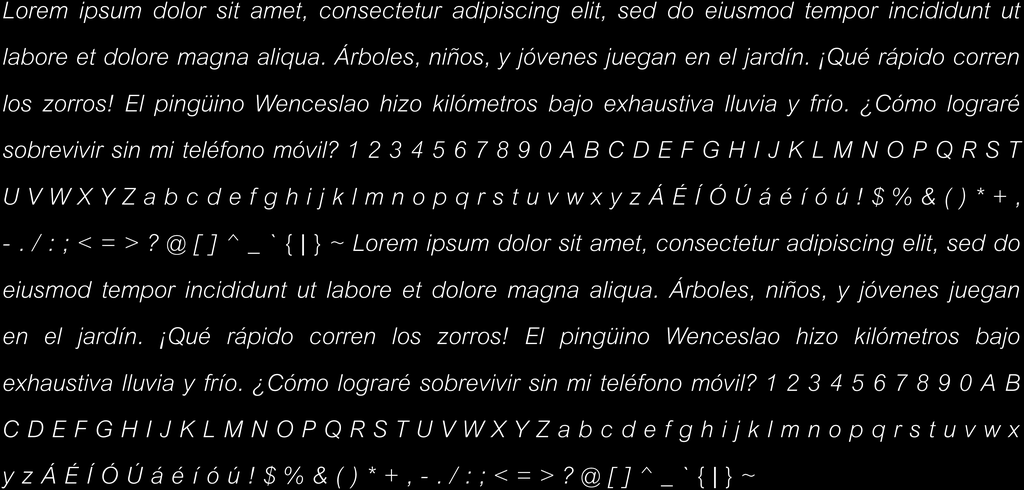 Lorem ipsum dolor sit amet, consectetur adipiscing elit, sed do eiusmod tempor incididunt ut
labore et dolore magna aliqua. Árboles, niños, y jóvenes juegan en el jardín. ¡Qué rápido corren
los zorros! El pingüino Wenceslao hizo kilómetros bajo exhaustiva lluvia y frío. ¿Cómo lograré
sobrevivir sin mi teléfono móvil? 1 2 3 4 5 6 7 8 9 0 A B C D E F G H I J K L M N O P Q R S T
U V W X Y Z a b c d e f g h i j k l m n o p q r s t u v w x y z Á É Í Ó Ú á é í ó ú ! $ % & ( ) * + ,
- . / : ; < = > ? @ [ ] ^ _ ` { | } ~ Lorem ipsum dolor sit amet, consectetur adipiscing elit, sed do
eiusmod tempor incididunt ut labore et dolore magna aliqua. Árboles, niños, y jóvenes juegan
en el jardín. ¡Qué rápido corren los zorros! El pingüino Wenceslao hizo kilómetros bajo
exhaustiva lluvia y frío. ¿Cómo lograré sobrevivir sin mi teléfono móvil? 1 2 3 4 5 6 7 8 9 0 A B
C D E F G H I J K L M N O P Q R S T U V W X Y Z a b c d e f g h i j k l m n o p q r s t u v w x
y z Á É Í Ó Ú á é í ó ú ! $ % & ( ) * + , - . / : ; < = > ? @ [ ] ^ _ ` { | } ~